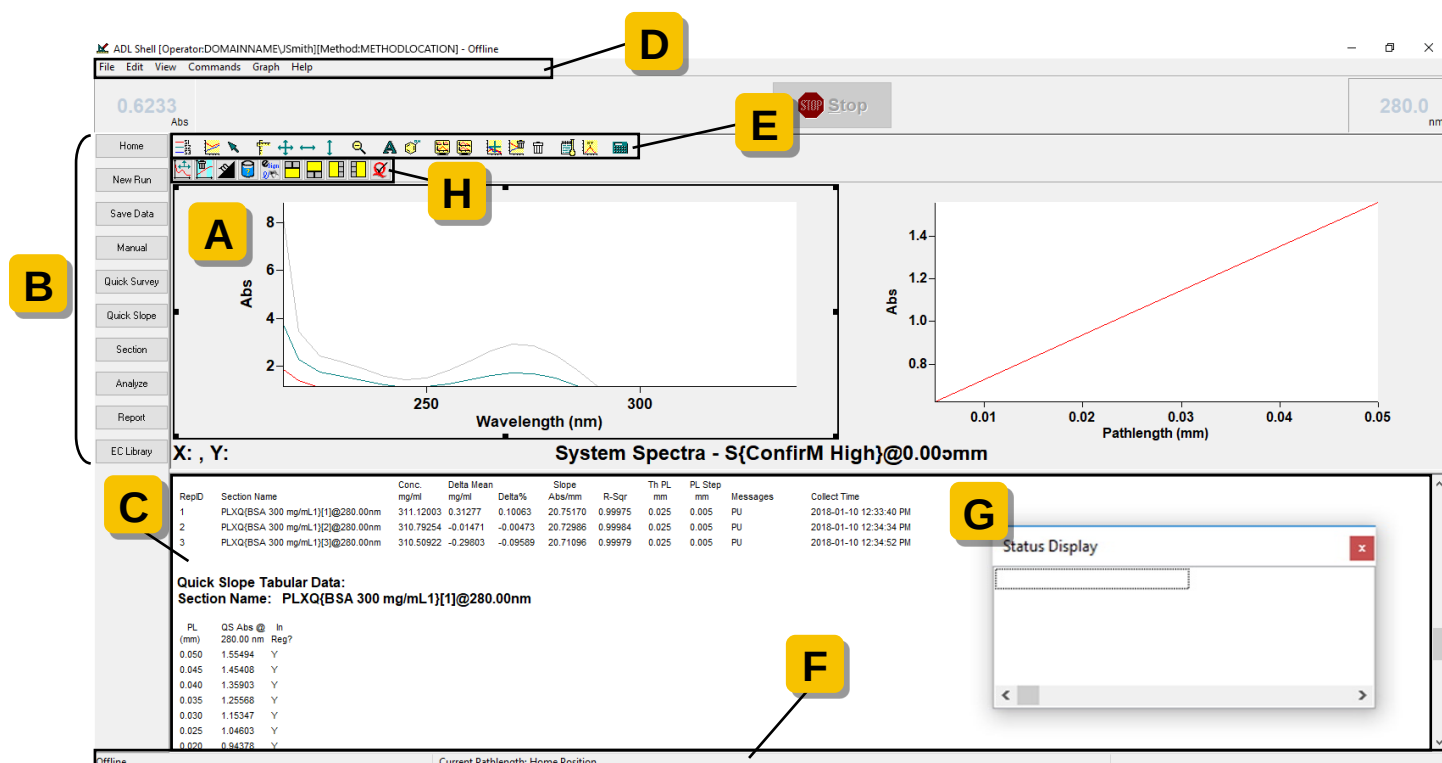 D
ADL Shell [Operator:DOMAINNAME\JSmith][Method:METHODLOCATION] - Offline
File Edit View Commands Graph Help
0.6233
Abs
STOP Stop
280.0
nm
E
B
Home
New Run
Save Data
Manual
Quick Survey
Quick Slope
Section
Analyze
Report
EC Library
H
A
8
6
4
2
Abs
250 300
Wavelength (nm)
1.4
1.2
1.0
0.8
Abs
0.01 0.02 0.03 0.04 0.05
Pathlength (mm)
X: , Y: System Spectra - S{ConfirM High}@0.00 mm
C
Conc. Delta Mean Slope Th PL PL Step
RepID Section Name mg/ml mg/ml Delta% Abs/mm R-Sqr mm mm Messages Collect Time
1 PLXQ{BSA 300 mg/mL1}[1]@280.00nm 311.12003 0.31277 0.10063 20.75170 0.99975 0.025 0.005 PU 2018-01-10 12:33:40 PM
2 PLXQ{BSA 300 mg/mL1}[2]@280.00nm 310.79254 -0.01471 -0.00473 20.72986 0.99984 0.025 0.005 PU 2018-01-10 12:34:34 PM
3 PLXQ{BSA 300 mg/mL1}[3]@280.00nm 310.50922 -0.29803 -0.09589 20.71096 0.99979 0.025 0.005 PU 2018-01-10 12:34:52 PM
G
Status Display
Quick Slope Tabular Data:
Section Name: PLXQ{BSA 300 mg/mL1}[1]@280.00nm
PL QS Abs @ In
(mm) 280.00 nm Reg?
0.050 1.55494 Y
0.045 1.45408 Y
0.040 1.35903 Y
0.035 1.25568 Y
0.030 1.15347 Y
0.025 1.04603 Y
0.020 0.94378 Y
F
Offline Current Pathlength: Home Position